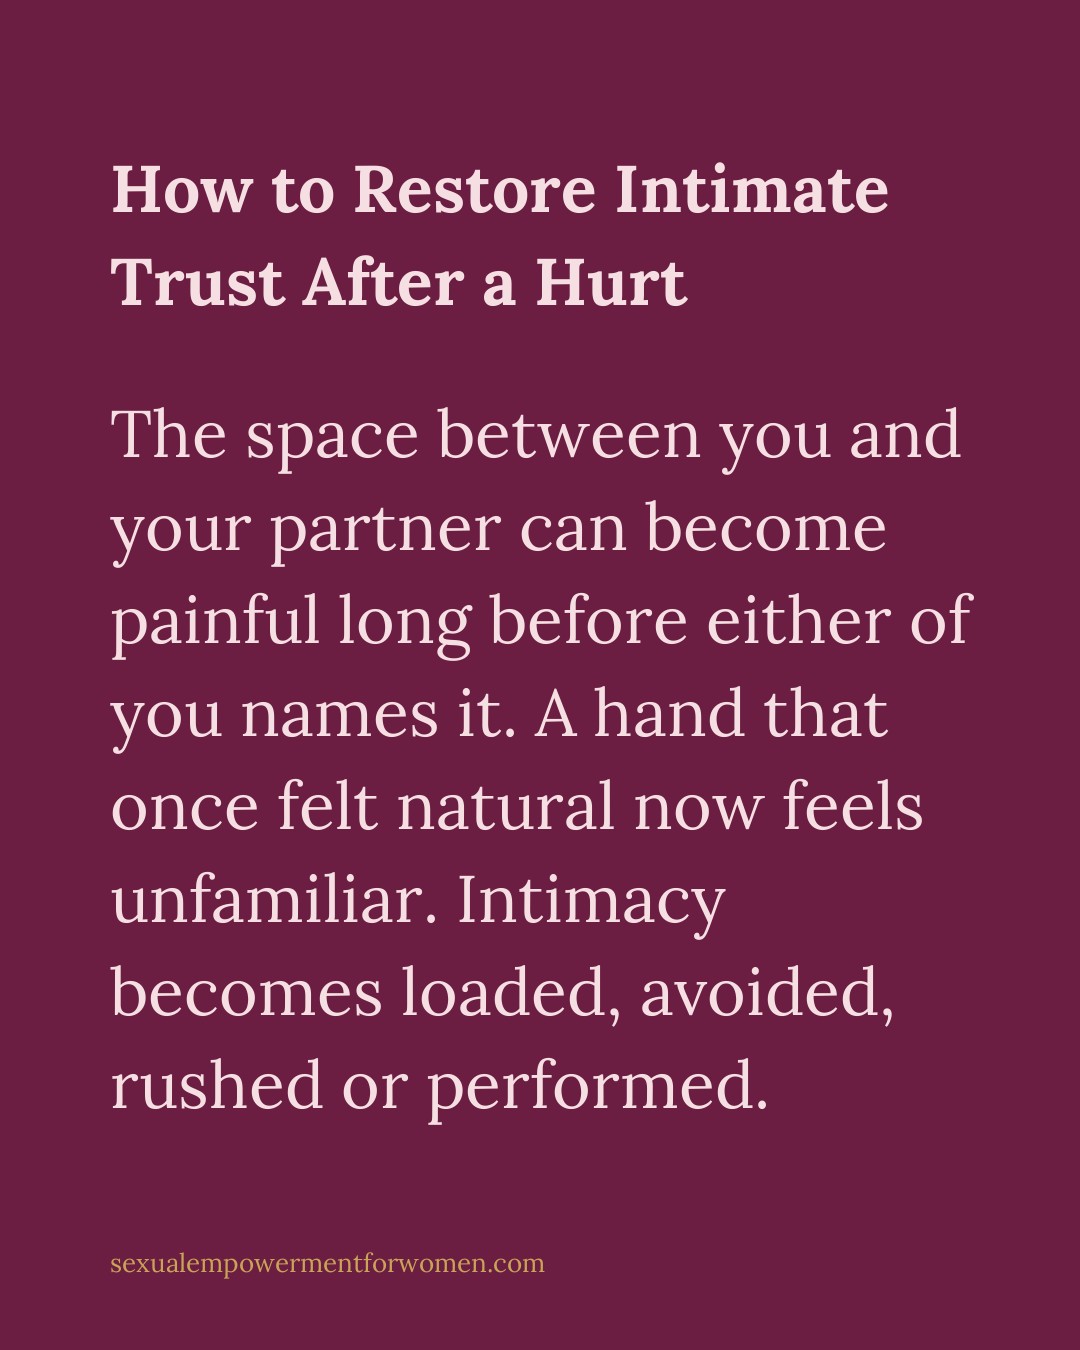 How to Restore Intimate
Trust After a Hurt
The space between you and
your partner can become
painful long before either of
you names it. A hand that
once felt natural now feels
unfamiliar. Intimacy
becomes loaded, avoided,
rushed or performed.
sexualempowermentforwomen.com